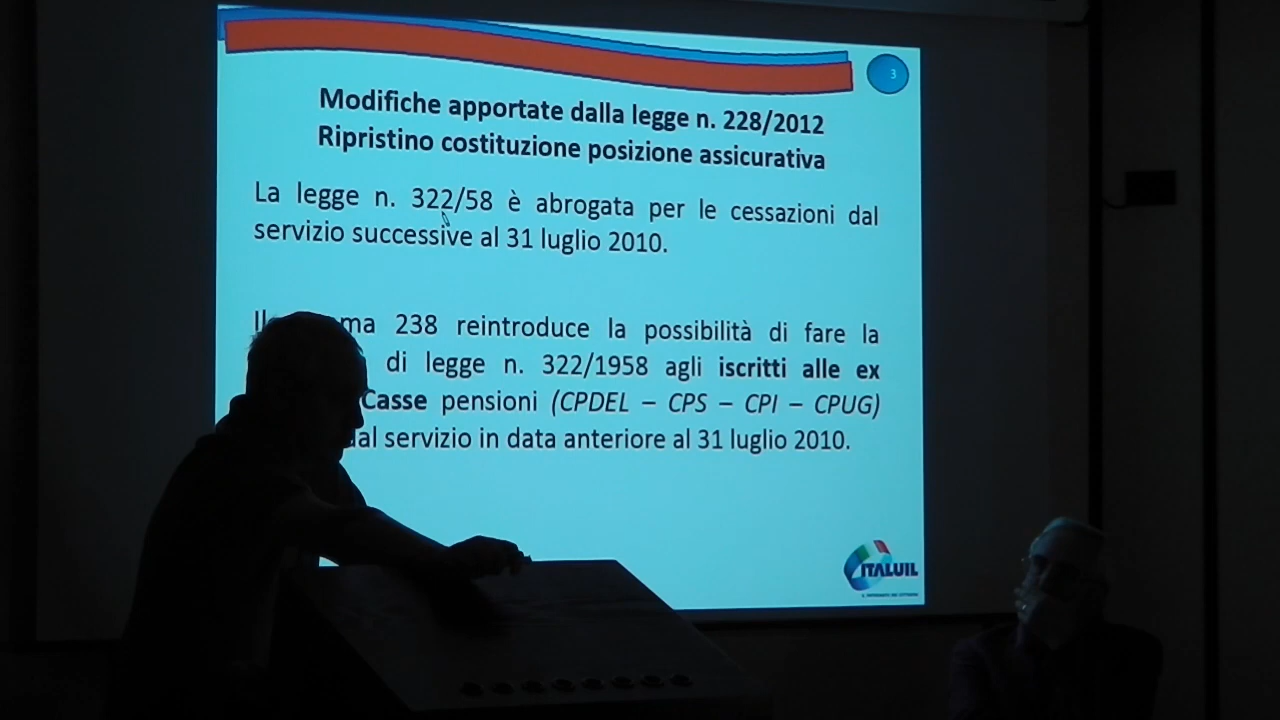 3
Modifiche apportate dalla legge n. 228/2012
Ripristino costituzione posizione assicurativa
La legge n. 322/58 è abrogata per le cessazioni dal
servizio successive al 31 luglio 2010.
238 reintroduce la possibilità di fare la
di legge n. 322/1958 agli iscritti alle ex
Casse pensioni (CPDEL – CPS – CPI – CPUG)
dal servizio in data anteriore al 31 luglio 2010.
ITALUIL